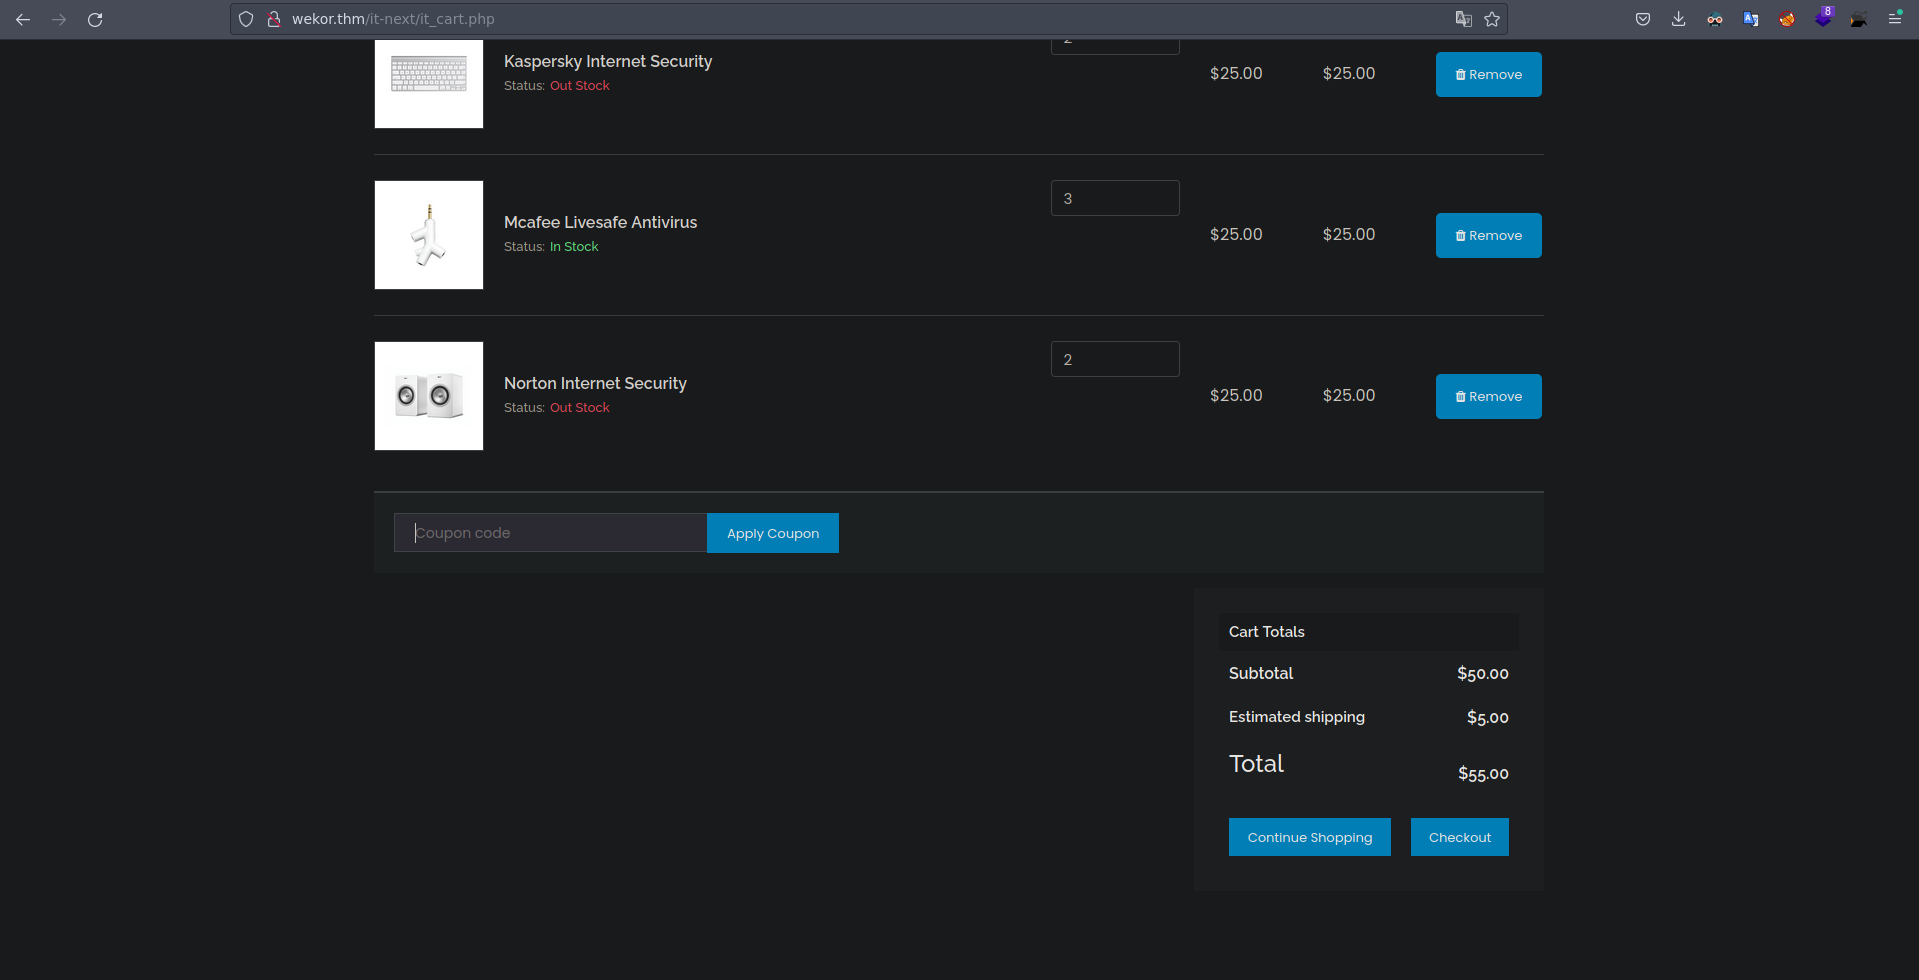 wekor.thm/it-next/it_cart.php
8
Kaspersky Internet Security
Status: Out Stock
$25.00 $25.00
Remove
3
Mcafee Livesafe Antivirus
Status: In Stock
$25.00 $25.00
Remove
2
Norton Internet Security
Status: Out Stock
$25.00 $25.00
Remove
Coupon code
Apply Coupon
Cart Totals
Subtotal $50.00
Estimated shipping $5.00
Total $55.00
Continue Shopping
Checkout